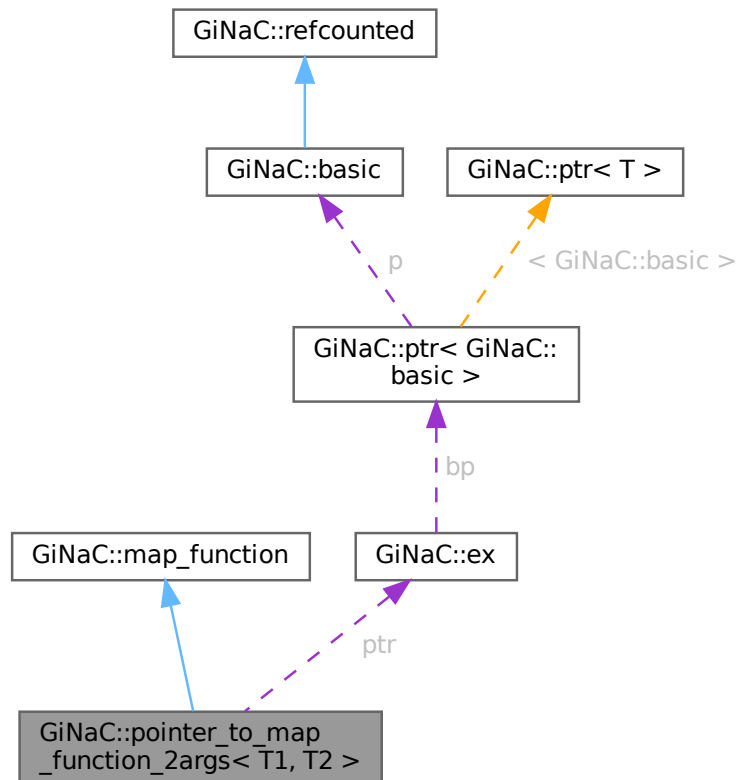 GiNaC::refcounted
GiNaC::basic
GiNaC::ptr< T >
p
< GiNaC::basic >
GiNaC::ptr< GiNaC::
basic >
bp
GiNaC::map_function
GiNaC::ex
ptr
GiNaC::pointer_to_map
_function_2args< T1, T2 >